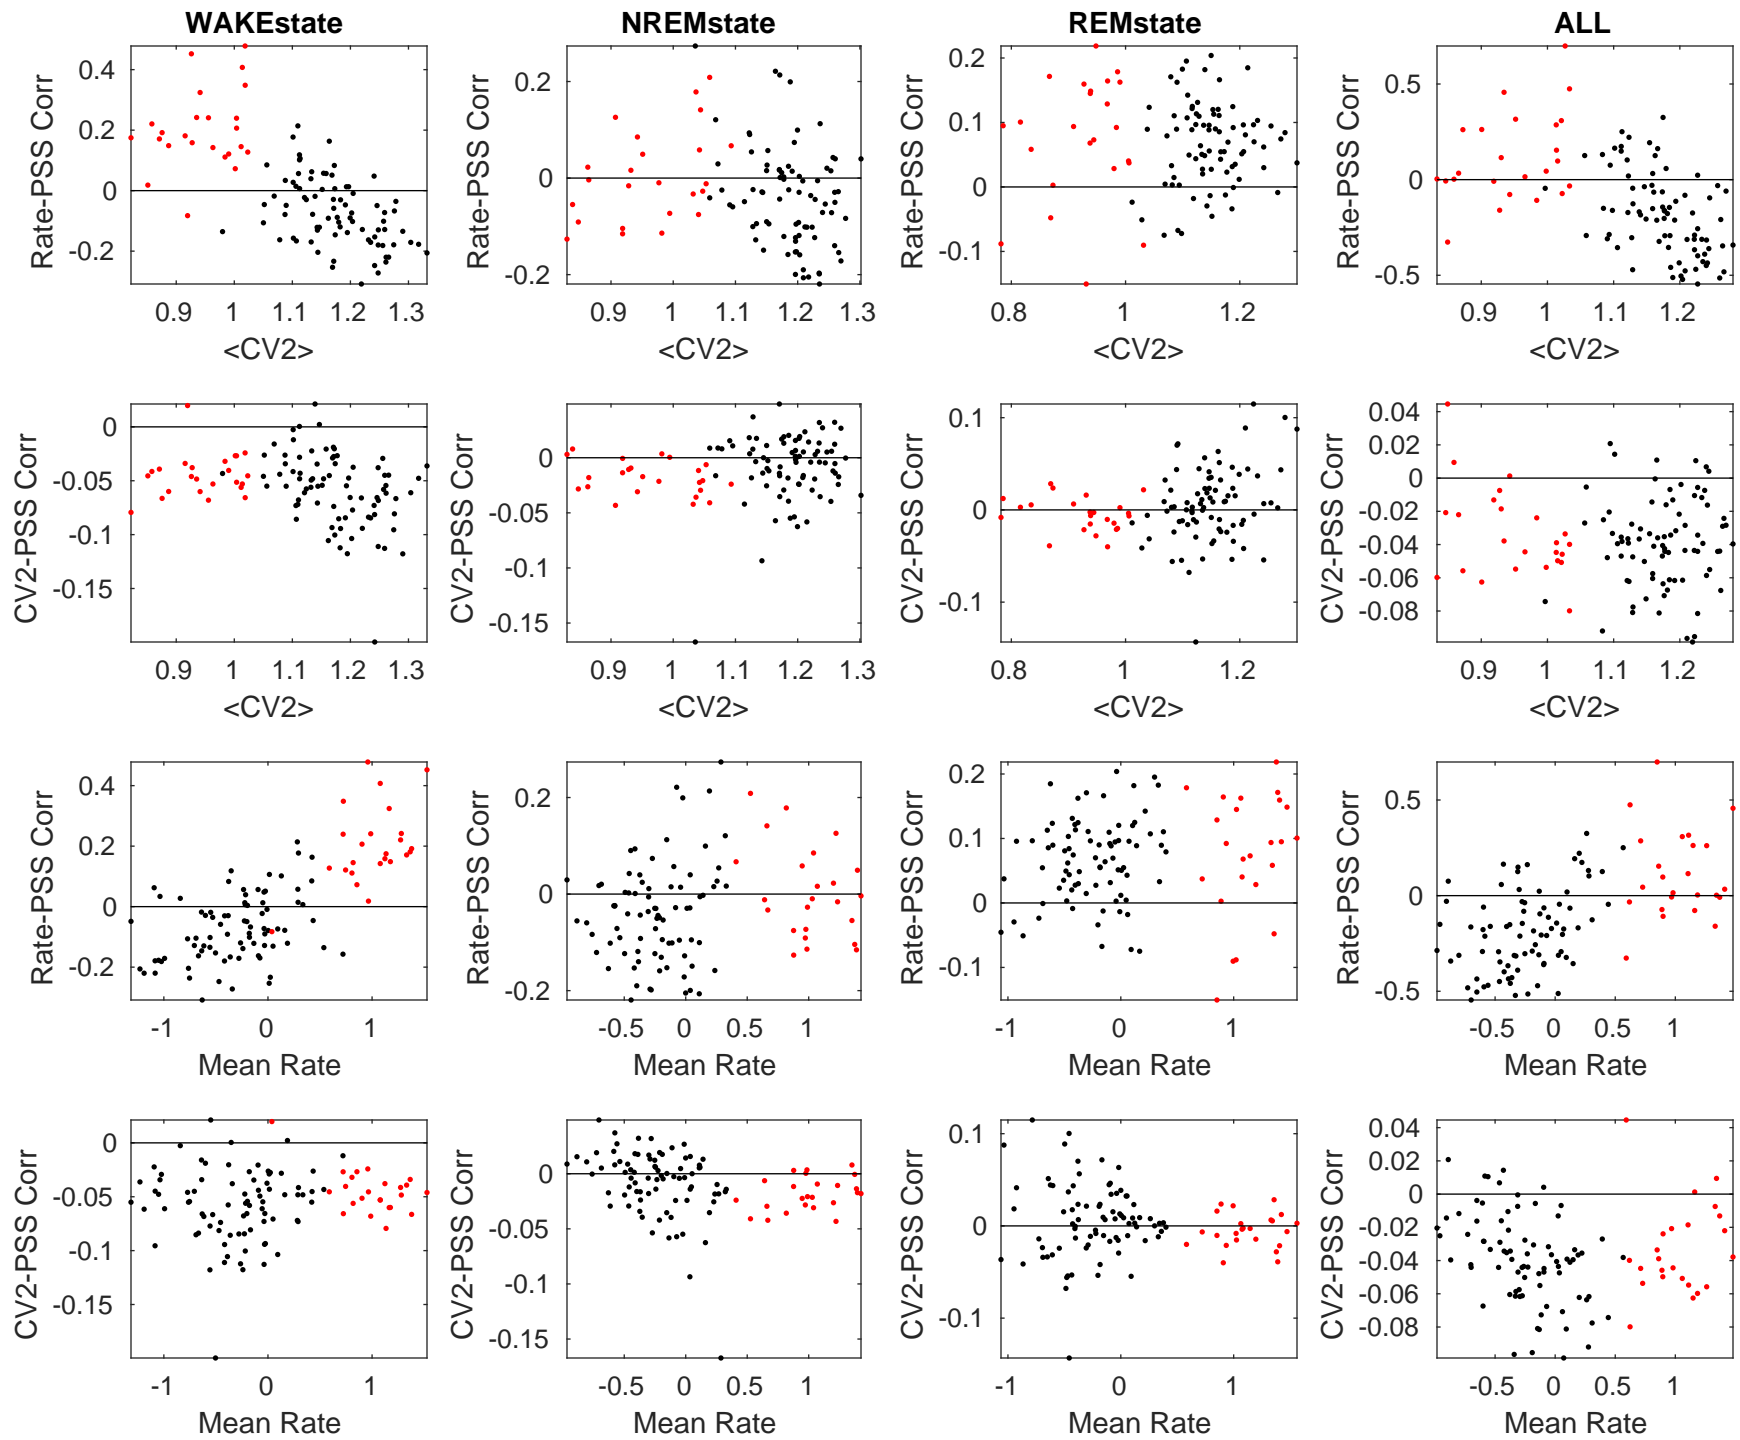 WAKEstate NREMstate REMstate ALL
Rate-PSS Corr 0.4 0.2 0 -0.2 0.9 1 1.1 1.2 1.3 <CV2>
Rate-PSS Corr 0.2 0 -0.2 0.9 1 1.1 1.2 1.3 <CV2>
Rate-PSS Corr 0.2 0.1 0 -0.1 0.8 1 1.2 <CV2>
Rate-PSS Corr 0.5 0 -0.5 0.9 1 1.1 1.2 <CV2>
CV2-PSS Corr 0 -0.05 -0.1 -0.15 0.9 1 1.1 1.2 1.3 <CV2>
CV2-PSS Corr 0 -0.05 -0.1 -0.15 0.9 1 1.1 1.2 1.3 <CV2>
CV2-PSS Corr 0.1 0 -0.1 0.8 1 1.2 <CV2>
CV2-PSS Corr 0.04 0.02 0 -0.02 -0.04 -0.06 -0.08 0.9 1 1.1 1.2 <CV2>
Rate-PSS Corr 0.4 0.2 0 -0.2 -1 0 1 Mean Rate
Rate-PSS Corr 0.2 0 -0.2 -0.5 0 0.5 1 Mean Rate
Rate-PSS Corr 0.2 0.1 0 -0.1 -1 0 1 Mean Rate
Rate-PSS Corr 0.5 0 -0.5 -0.5 0 0.5 1 Mean Rate
CV2-PSS Corr 0 -0.05 -0.1 -0.15 -1 0 1 Mean Rate
CV2-PSS Corr 0 -0.05 -0.1 -0.15 -0.5 0 0.5 1 Mean Rate
CV2-PSS Corr 0.1 0 -0.1 -1 0 1 Mean Rate
CV2-PSS Corr 0.04 0.02 0 -0.02 -0.04 -0.06 -0.08 -0.5 0 0.5 1 Mean Rate